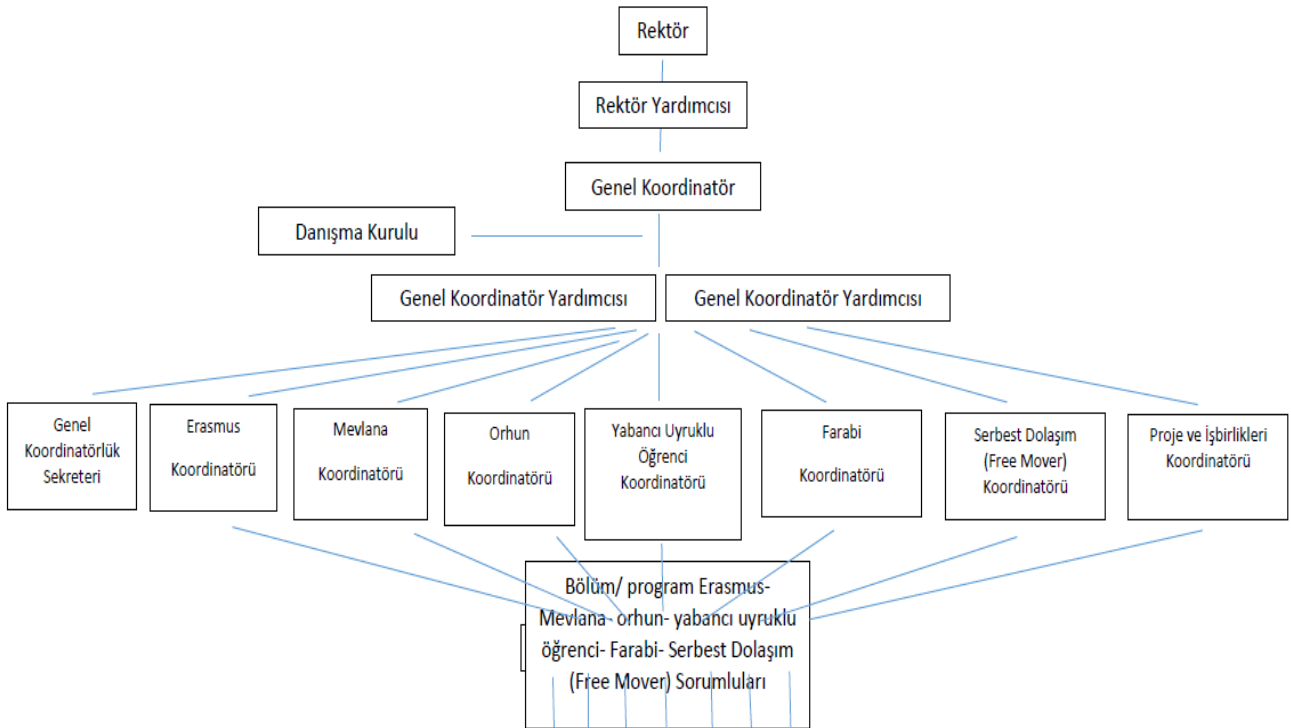 Rektör
Rektör Yardımcısı
Genel Koordinatör
Danışma Kurulu
Genel Koordinatör Yardımcısı
Genel Koordinatör Yardımcısı
Genel
Koordinatörlük
Sekreteri
Erasmus
Koordinatörü
Mevlana
Koordinatörü
Orhun
Koordinatörü
Yabancı Uyruklu
Öğrenci
Koordinatörü
Farabi
Koordinatörü
Serbest Dolaşım
(Free Mover)
Koordinatörü
Proje ve İşbirlikleri
Koordinatörü
Bölüm/ program Erasmus-
Mevlana- orhun- yabancı uyruklu
öğrenci- Farabi- Serbest Dolaşım
(Free Mover) Sorumluları